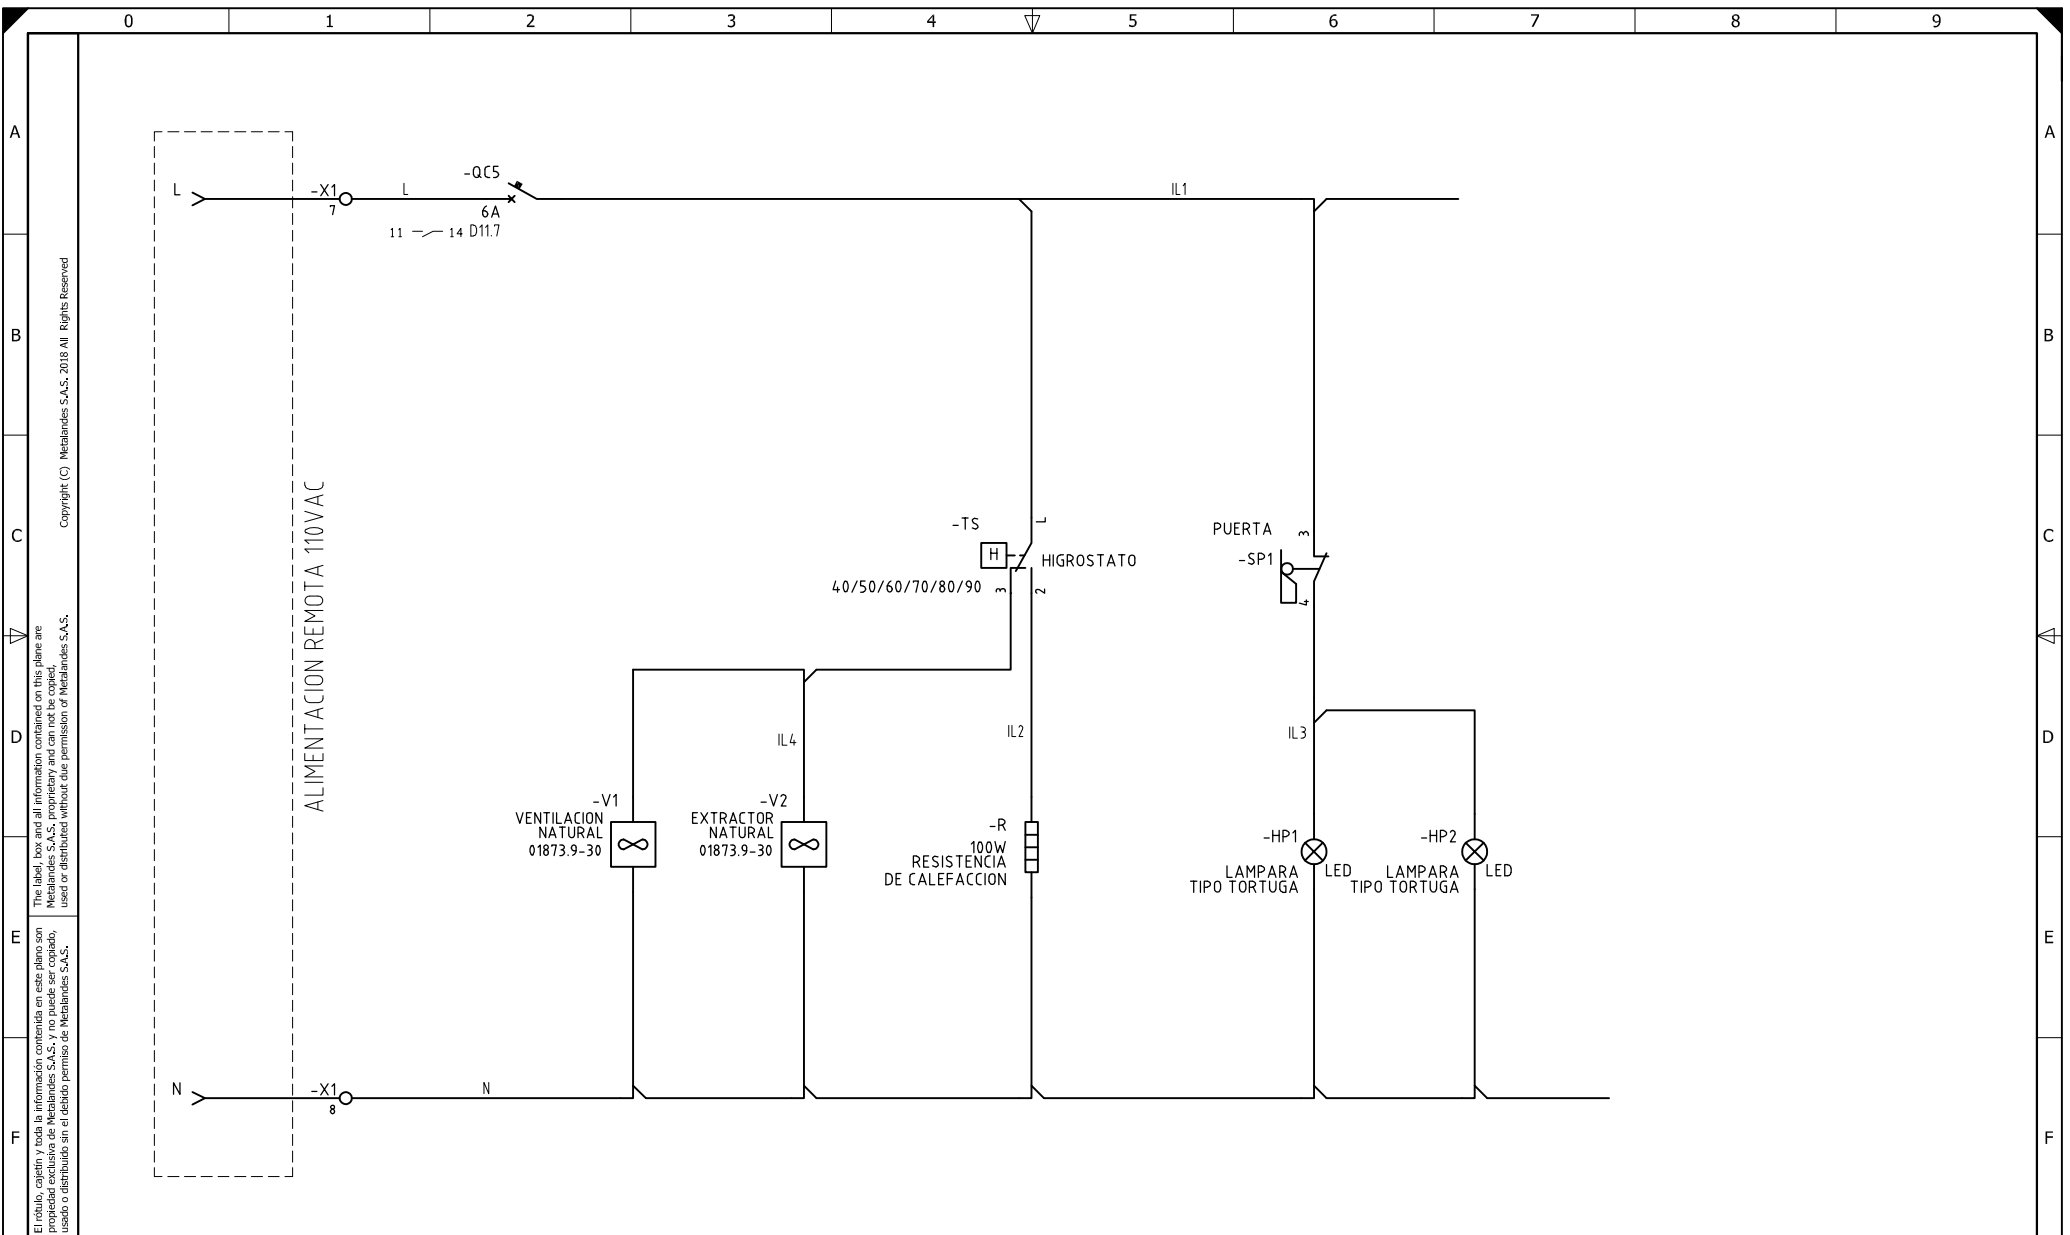 0 1 2 3 4 5 6 7 8 9
A A
B B
C C
D D
E E
F F
Copyright (C) Metalandes S.A.S. 2018 All Rights Reserved
The label, box and all information contained on this plane are
Metalandes S.A.S. proprietary and can not be copied,
used or distributed without due permission of Metalandes S.A.S.
El rótulo, cajetín y toda la información contenida en este plano son
propiedad exclusiva de Metalandes S.A.S. y no puede ser copiado,
usado o distribuido sin el debido permiso de Metalandes S.A.S.
L
-X1
7
L
-QC5
6A
11 14 D11.7
IL1
ALIMENTACION REMOTA 110VAC
-TS
L
H
HIGROSTATO
40/50/60/70/80/90
3
2
PUERTA
3
-SP1
4
IL4
IL2
IL3
-V1
VENTILACION
NATURAL
01873.9-30
-V2
EXTRACTOR
NATURAL
01873.9-30
-R
100W
RESISTENCIA
DE CALEFACCION
-HP1
LED
LAMPARA
TIPO TORTUGA
-HP2
LED
LAMPARA
TIPO TORTUGA
N
-X1
8
N